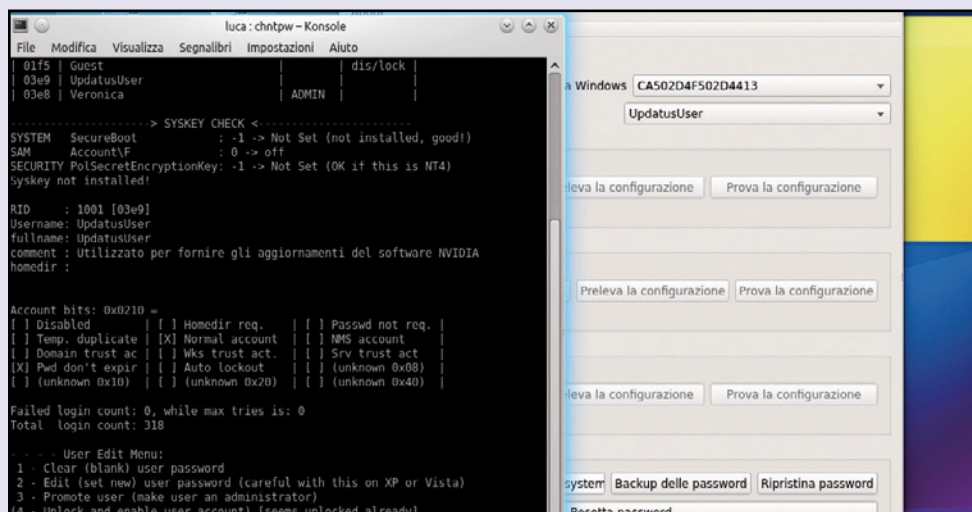 luca : chntpw – Konsole
File Modifica Visualizza Segnalibri Impostazioni Aiuto
| 01f5 | Guest | | dis/lock |
| 03e9 | UpdatusUser | | |
| 03e8 | Veronica | ADMIN | |
---------------------> SYSKEY CHECK <-----------------------
SYSTEM SecureBoot : -1 -> Not Set (not installed, good!)
SAM Account\F : 0 -> off
SECURITY PolSecretEncryptionKey: -1 -> Not Set (OK if this is NT4)
Syskey not installed!
RID : 1001 [03e9]
Username: UpdatusUser
fullname: UpdatusUser
comment : Utilizzato per fornire gli aggiornamenti del software NVIDIA
homedir :
Account bits: 0x0210 =
[ ] Disabled | [ ] Homedir req. | [ ] Passwd not req. |
[ ] Temp. duplicate | [X] Normal account | [ ] NMS account |
[ ] Domain trust ac | [ ] Wks trust act. | [ ] Srv trust act |
[X] Pwd don't expir | [ ] Auto lockout | [ ] (unknown 0x08) |
[ ] (unknown 0x10) | [ ] (unknown 0x20) | [ ] (unknown 0x40) |
Failed login count: 0, while max tries is: 0
Total login count: 318
- - - - User Edit Menu:
1 - Clear (blank) user password
2 - Edit (set new) user password (careful with this on XP or Vista)
3 - Promote user (make user an administrator)
(4 - Unlock and enable user account) [seems unlocked already]
a Windows CA502D4F502D4413
UpdatusUser
leva la configurazione Prova la configurazione
Preleva la configurazione Prova la configurazione
leva la configurazione Prova la configurazione
system Backup delle password Ripristina password
Resetta password